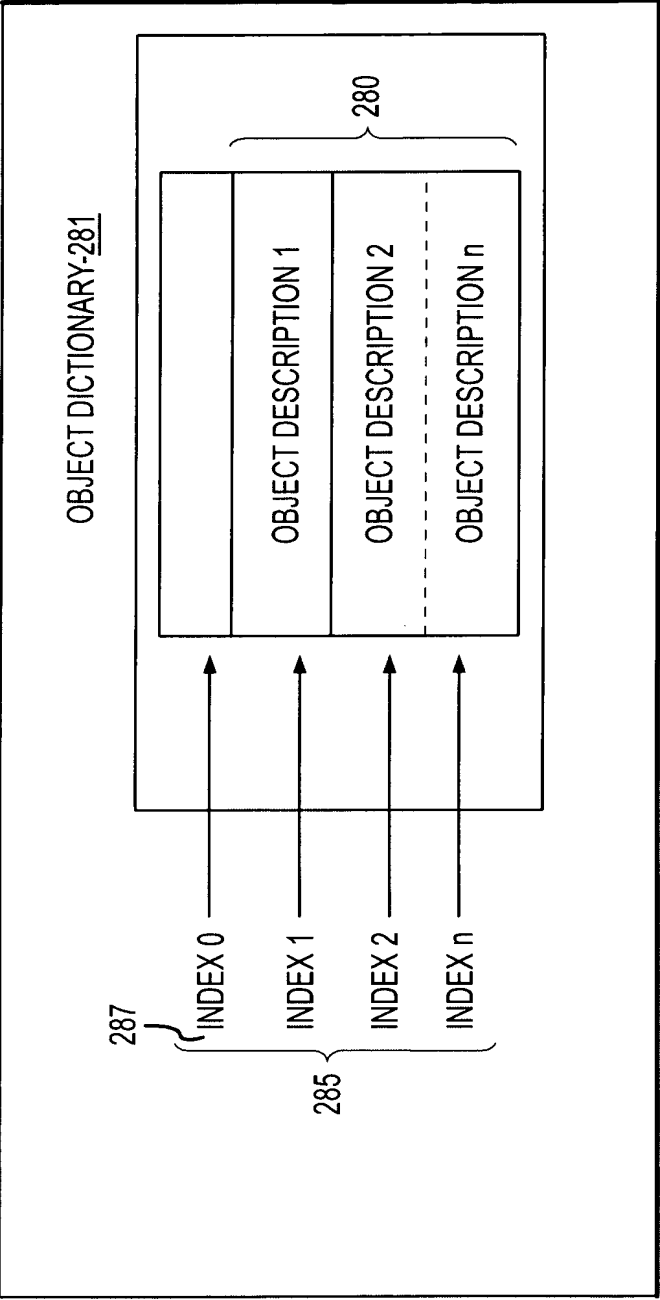 OBJECT DICTIONARY-281
287
INDEX 0
INDEX 1
OBJECT DESCRIPTION 1
INDEX 2
OBJECT DESCRIPTION 2
INDEX n
OBJECT DESCRIPTION n
285
280